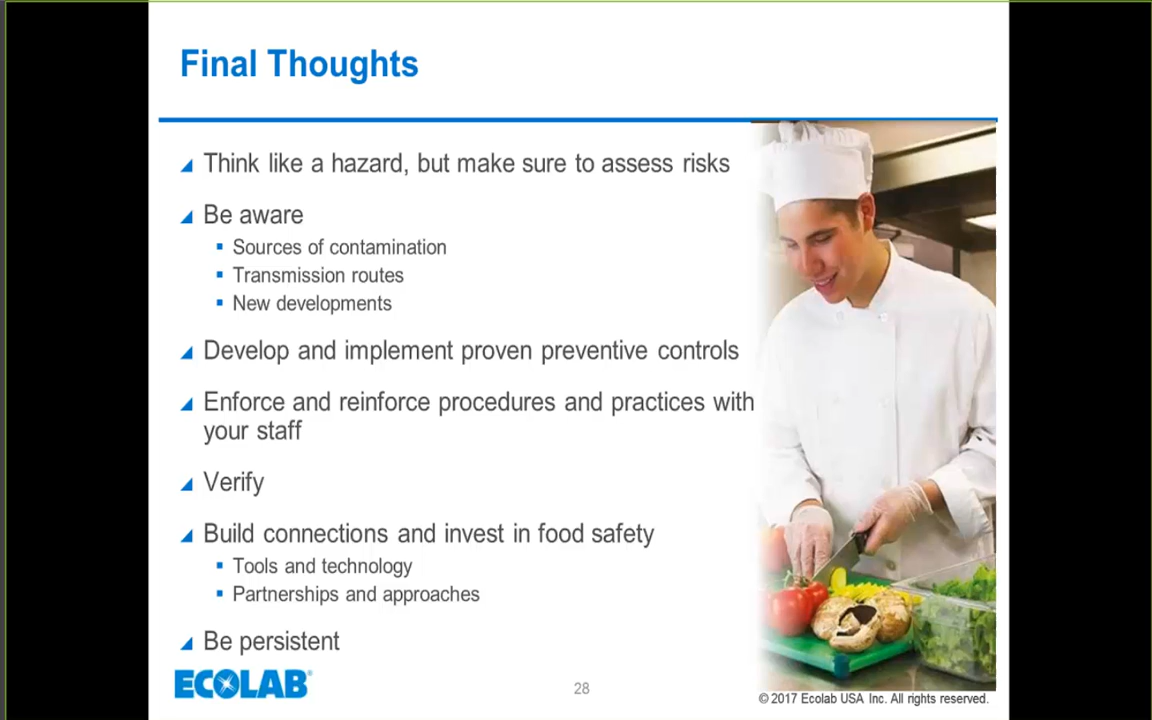 Final Thoughts
Think like a hazard, but make sure to assess risks
Be aware
Sources of contamination
Transmission routes
New developments
Develop and implement proven preventive controls
Enforce and reinforce procedures and practices with
your staff
Verify
Build connections and invest in food safety
Tools and technology
Partnerships and approaches
Be persistent
ECOLAB®
28
© 2017 Ecolab USA Inc. All rights reserved.